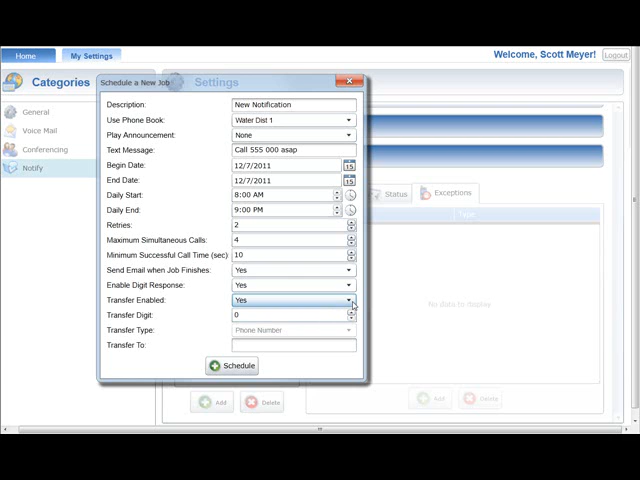 Home
My Settings
Welcome, Scott Meyer!
Logout
Categories
Settings
General
Voice Mail
Conferencing
Notify
Schedule a New Job
Description: New Notification
Use Phone Book: Water Dist 1
Play Announcement: None
Text Message: Call 555 000 asap
Begin Date: 12/7/2011 15
End Date: 12/7/2011 15
Daily Start: 8:00 AM
Daily End: 9:00 PM
Retries: 2
Maximum Simultaneous Calls: 4
Minimum Successful Call Time (sec) 10
Send Email when Job Finishes: Yes
Enable Digit Response: Yes
Transfer Enabled: Yes
Transfer Digit: 0
Transfer Type: Phone Number
Transfer To:
Schedule
Status
Exceptions
Type
No data to display
Add
Delete
Add
Delete